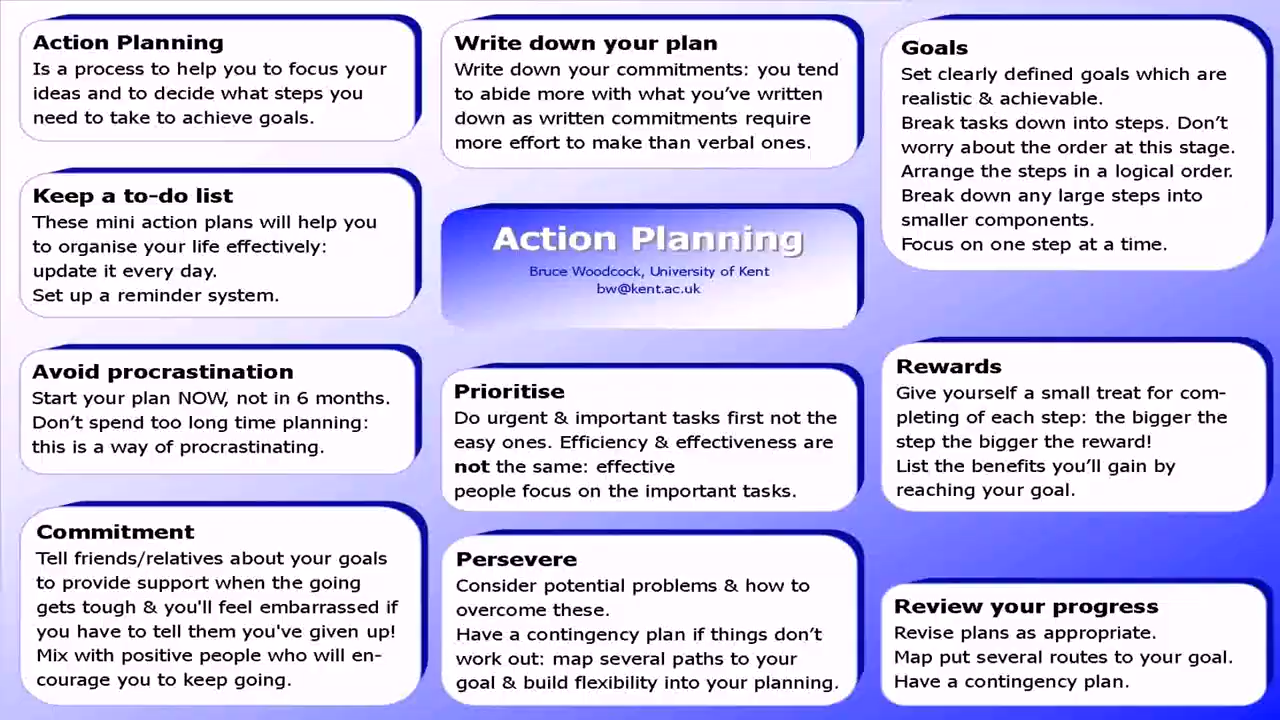 Action Planning
Is a process to help you to focus your
ideas and to decide what steps you
need to take to achieve goals.
Keep a to-do list
These mini action plans will help you
to organise your life effectively:
update it every day.
Set up a reminder system.
Avoid procrastination
Start your plan NOW, not in 6 months.
Don't spend too long time planning:
this is a way of procrastinating.
Commitment
Tell friends/relatives about your goals
to provide support when the going
gets tough & you'll feel embarrassed if
you have to tell them you've given up!
Mix with positive people who will en-
courage you to keep going.
Write down your plan
Write down your commitments: you tend
to abide more with what you've written
down as written commitments require
more effort to make than verbal ones.
Action Planning
Bruce Woodcock, University of Kent
bw@kent.ac.uk
Prioritise
Do urgent & important tasks first not the
easy ones. Efficiency & effectiveness are
not the same: effective
people focus on the important tasks.
Persevere
Consider potential problems & how to
overcome these.
Have a contingency plan if things don't
work out: map several paths to your
goal & build flexibility into your planning.
Goals
Set clearly defined goals which are
realistic & achievable.
Break tasks down into steps. Don't
worry about the order at this stage.
Arrange the steps in a logical order.
Break down any large steps into
smaller components.
Focus on one step at a time.
Rewards
Give yourself a small treat for com-
pleting of each step: the bigger the
step the bigger the reward!
List the benefits you'll gain by
reaching your goal.
Review your progress
Revise plans as appropriate.
Map put several routes to your goal.
Have a contingency plan.